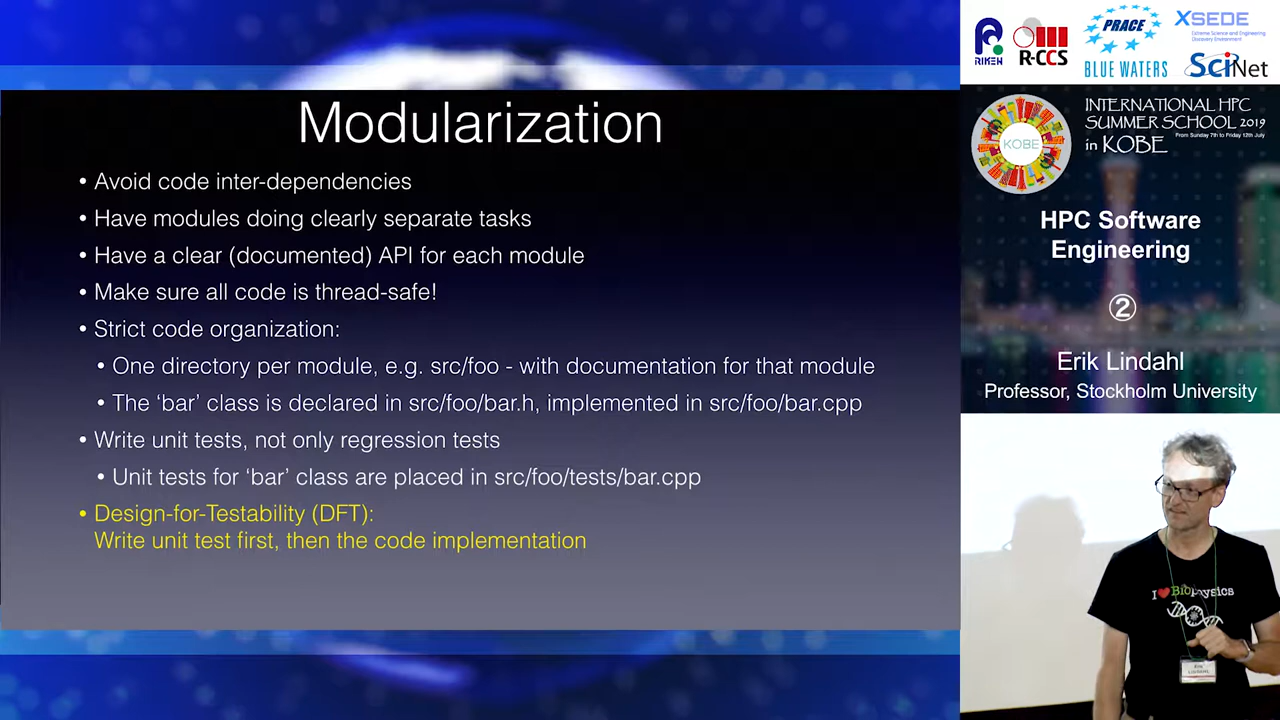 Modularization
• Avoid code inter-dependencies
• Have modules doing clearly separate tasks
• Have a clear (documented) API for each module
• Make sure all code is thread-safe!
• Strict code organization:
• One directory per module, e.g. src/foo - with documentation for that module
• The ‘bar’ class is declared in src/foo/bar.h, implemented in src/foo/bar.cpp
• Write unit tests, not only regression tests
• Unit tests for ‘bar’ class are placed in src/foo/tests/bar.cpp
• Design-for-Testability (DFT):
Write unit test first, then the code implementation
RIKEN
R-CCS
PRACE
BLUE WATERS
XSEDE
Extreme Science and Engineering
Discovery Environment
SciNet
KOBE
INTERNATIONAL HPC
SUMMER SCHOOL 2019
From Sunday 7th to Friday 12th July
in KOBE
HPC Software
Engineering
②
Erik Lindahl
Professor, Stockholm University
I ❤ Biophysics